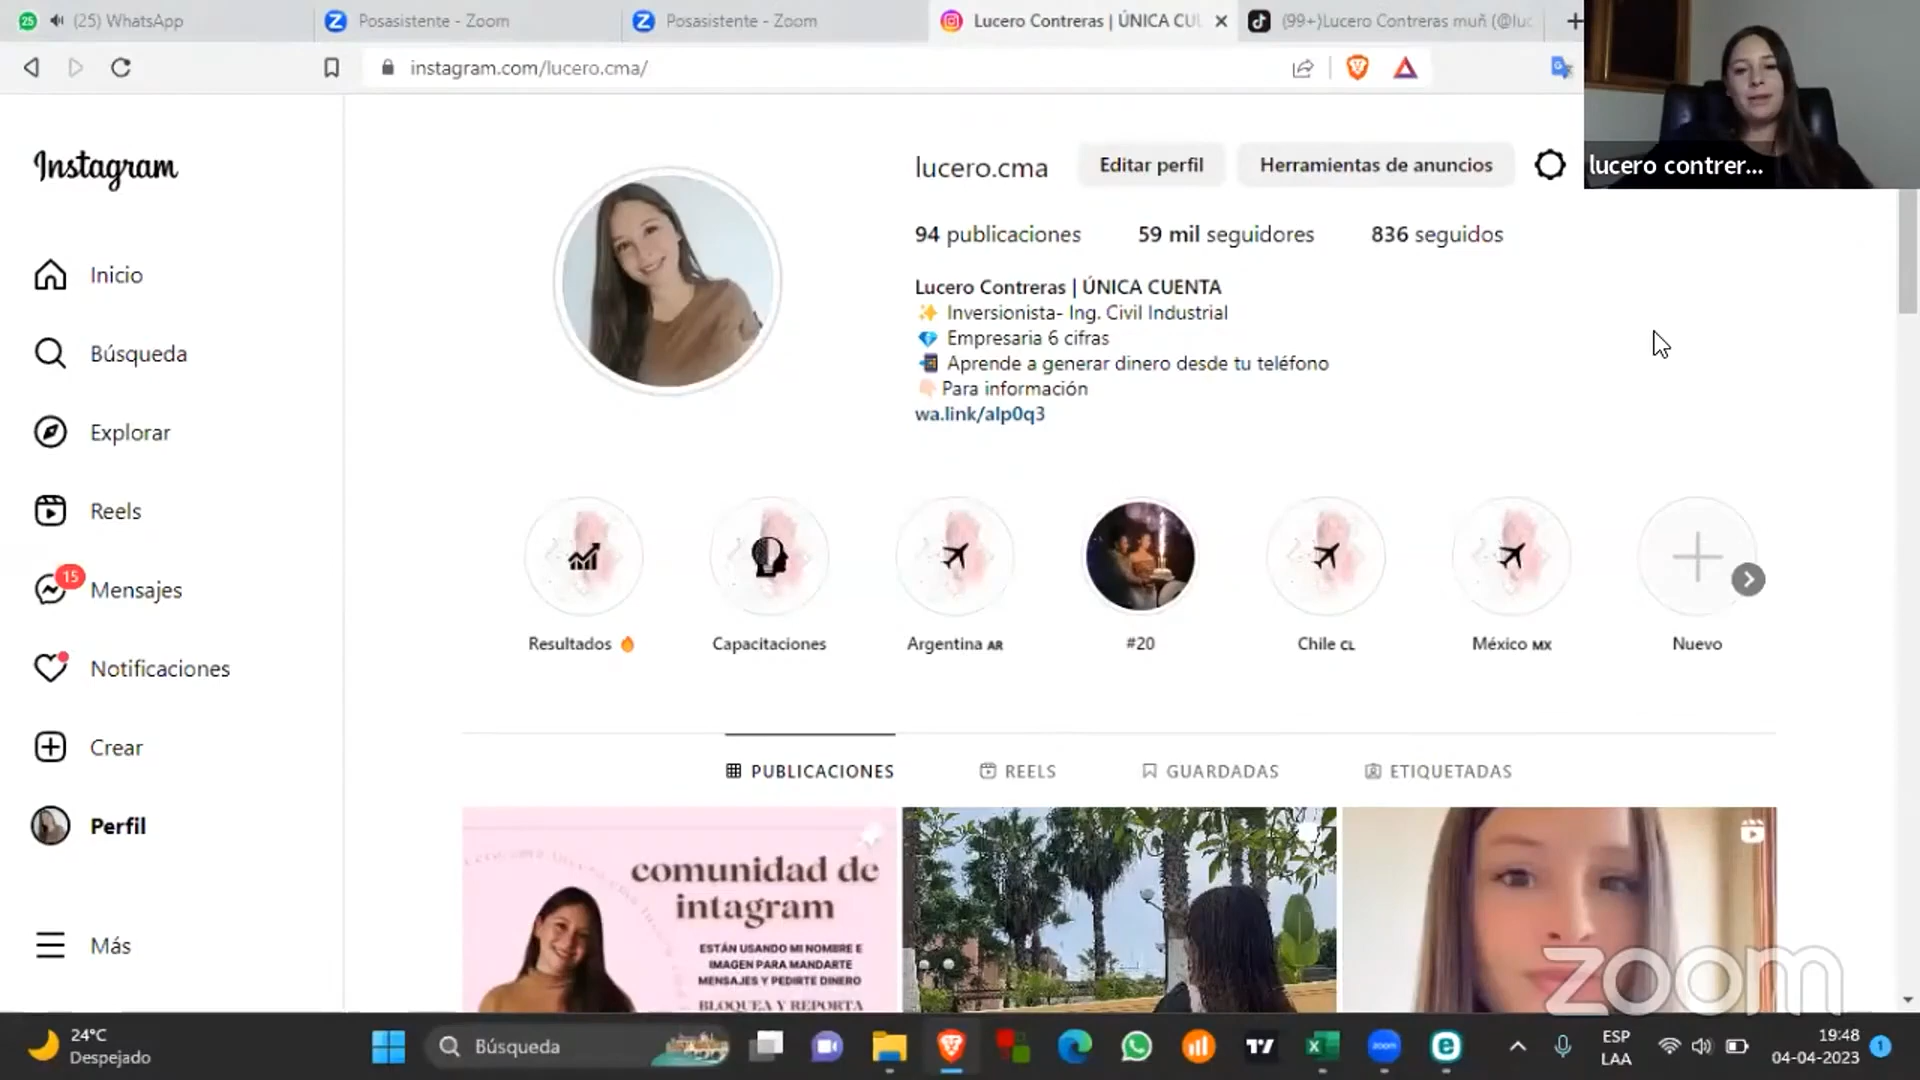 (25) WhatsApp
Posasistente - Zoom
Posasistente - Zoom
Lucero Contreras | ÚNICA CU
(99+)Lucero Contreras muñ (@luc
instagram.com/lucero.cma/
lucero contrer...
Instagram
Inicio
Búsqueda
Explorar
Reels
15
Mensajes
Notificaciones
Crear
Perfil
Más
lucero.cma
Editar perfil
Herramientas de anuncios
94 publicaciones
59 mil seguidores
836 seguidos
Lucero Contreras | ÚNICA CUENTA
Inversionista- Ing. Civil Industrial
Empresaria 6 cifras
Aprende a generar dinero desde tu teléfono
Para información
wa.link/alp0q3
Resultados
Capacitaciones
Argentina AR
#20
Chile CL
México MX
Nuevo
PUBLICACIONES
REELS
GUARDADAS
ETIQUETADAS
comunidad de
intagram
ESTÁN USANDO MI NOMBRE E
IMAGEN PARA MANDARTE
MENSAJES Y PEDIRTE DINERO
BLOQUEA Y REPORTA
zoom
24°C
Despejado
Búsqueda
zoom
ESP
LAA
19:48
04-04-2023
1